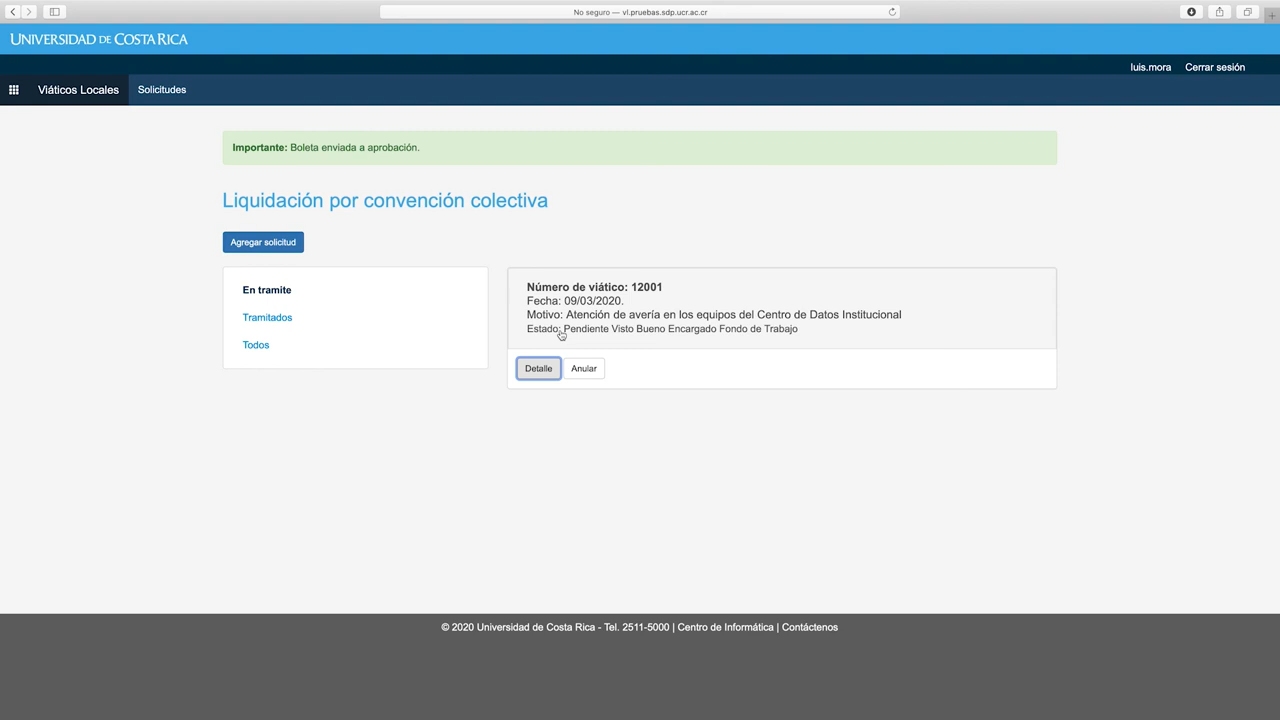 No seguro — vl.pruebas.sdp.ucr.ac.cr
UNIVERSIDAD DE COSTA RICA
luis.mora Cerrar sesión
Viáticos Locales Solicitudes
Importante: Boleta enviada a aprobación.
Liquidación por convención colectiva
Agregar solicitud
En tramite
Tramitados
Todos
Número de viático: 12001
Fecha: 09/03/2020.
Motivo: Atención de avería en los equipos del Centro de Datos Institucional
Estado: Pendiente Visto Bueno Encargado Fondo de Trabajo
Detalle Anular
© 2020 Universidad de Costa Rica - Tel. 2511-5000 | Centro de Informática | Contáctenos